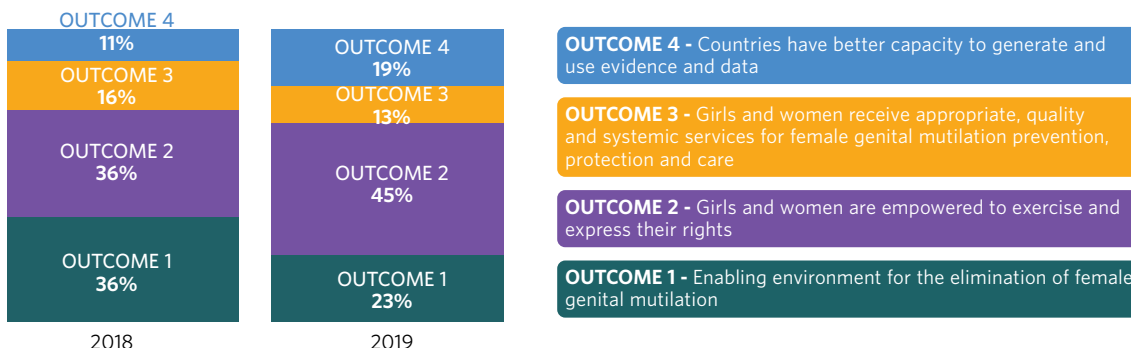 OUTCOME 4
11%
OUTCOME 3
16%
OUTCOME 2
36%
OUTCOME 1
36%
2018
OUTCOME 4
19%
OUTCOME 3
13%
OUTCOME 2
45%
OUTCOME 1
23%
2019
OUTCOME 4 - Countries have better capacity to generate and
use evidence and data
OUTCOME 3 - Girls and women receive appropriate, quality
and systemic services for female genital mutilation prevention,
protection and care
OUTCOME 2 - Girls and women are empowered to exercise and
express their rights
OUTCOME 1 - Enabling environment for the elimination of female
genital mutilation